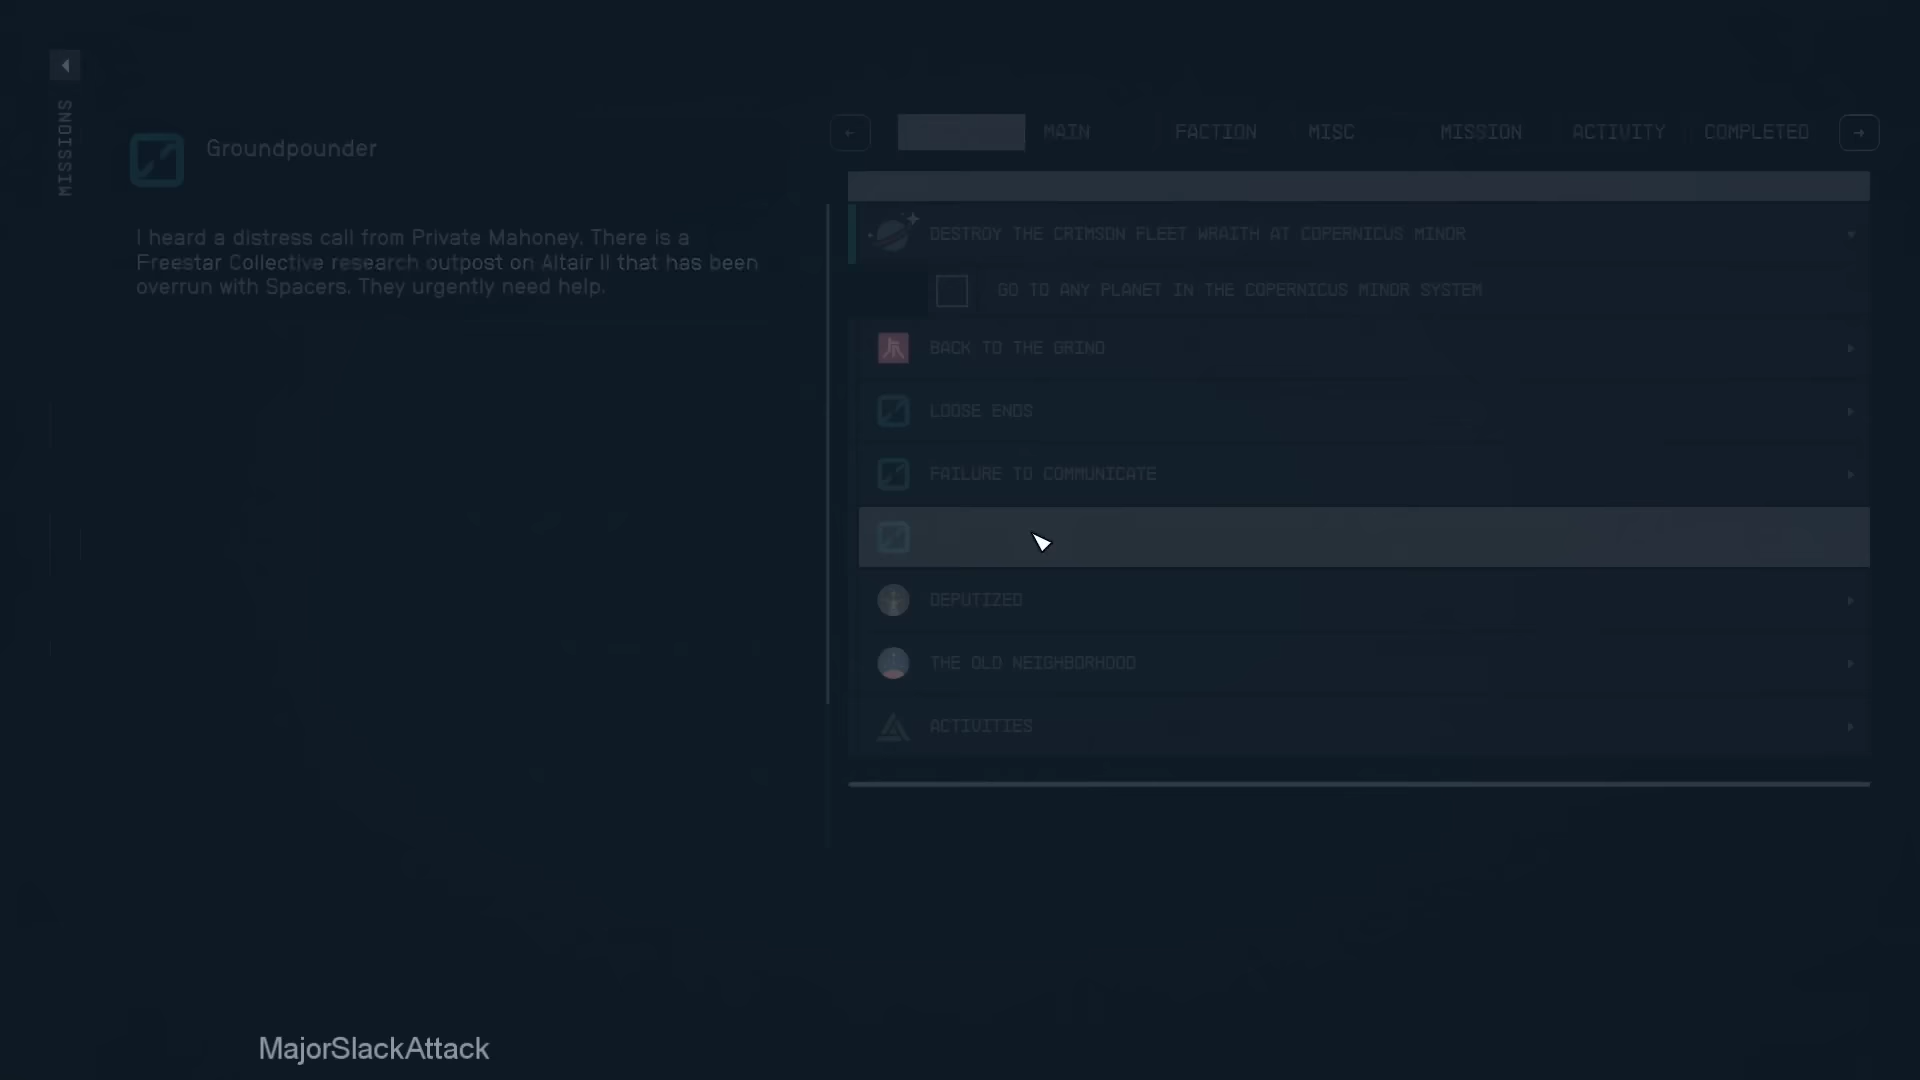 MISSIONS
Groundpounder
I heard a distress call from Private Mahoney. There is a
Freestar Collective research outpost on Altair II that has been
overrun with Spacers. They urgently need help.
MAIN FACTION MISC MISSION ACTIVITY COMPLETED
DESTROY THE CRIMSON FLEET WRAITH AT COPERNICUS MINOR
GO TO ANY PLANET IN THE COPERNICUS MINOR SYSTEM
BACK TO THE GRIND
LOOSE ENDS
FAILURE TO COMMUNICATE
DEPUTIZED
THE OLD NEIGHBORHOOD
ACTIVITIES
MajorSlackAttack